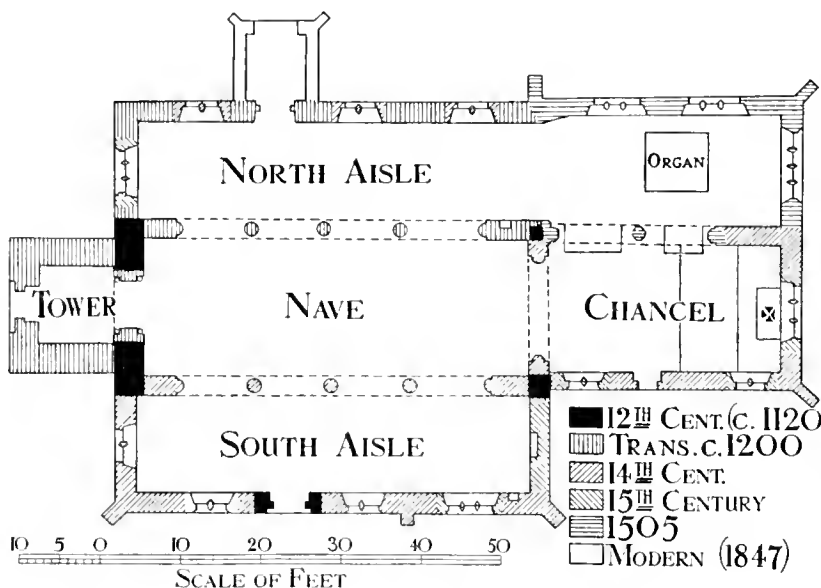 NORTH AISLE
ORGAN
TOWER
NAVE
CHANCEL
SOUTH AISLE
12TH CENT. (C. 1120
TRANS. C. 1200
14TH CENT.
15TH CENTURY
1505
MODERN (1847)
10 5 0 10 20 30 40 50
SCALE OF FEET